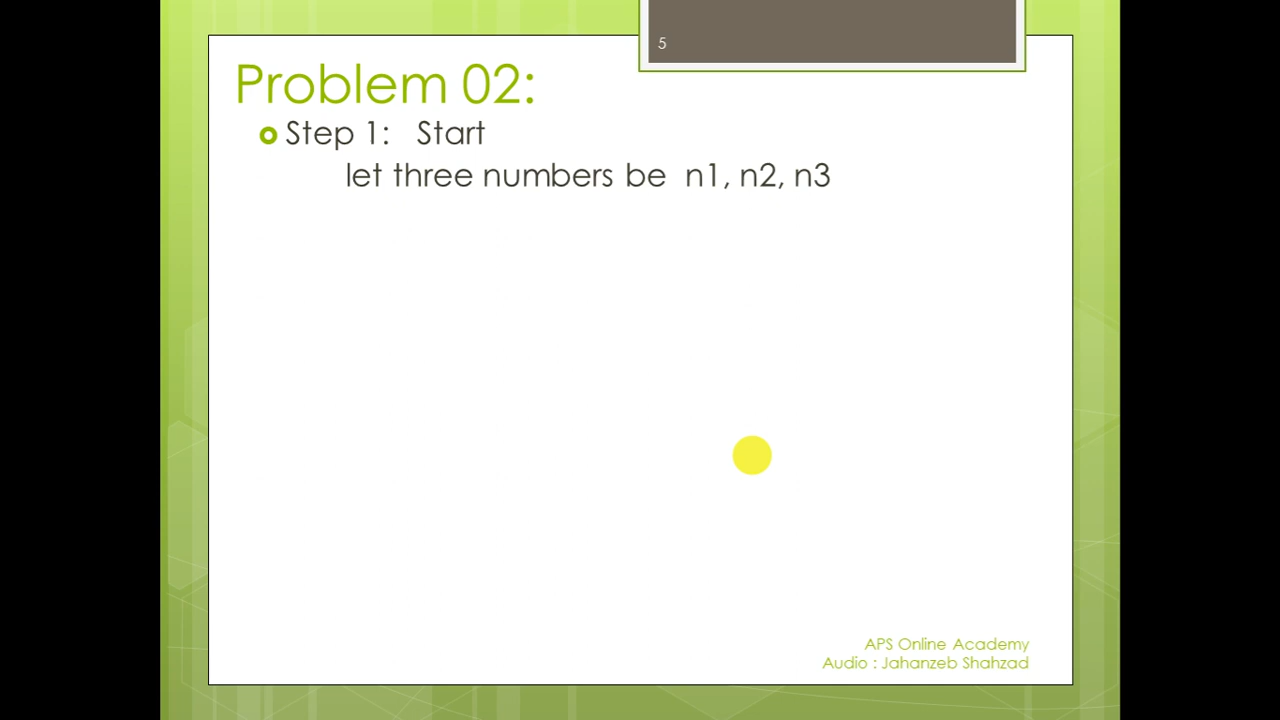 5
Problem 02:
Step 1: Start
let three numbers be n1, n2, n3
APS Online Academy
Audio : Jahanzeb Shahzad